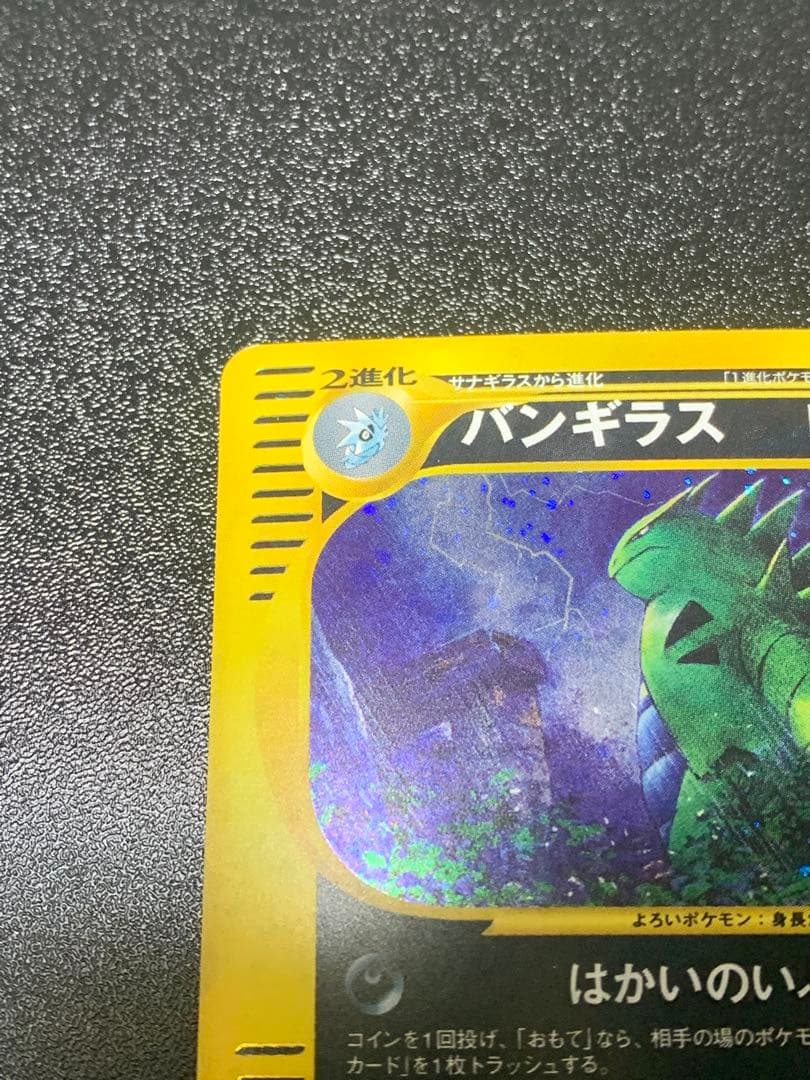 2進化
サナギラスから進化
「1進化ポケモ
バンギラス
よろいポケモン：身長
はかいのい
コインを1回投げ、「おもて」なら、相手の場のポケモ
カード」を1枚トラッシュする。